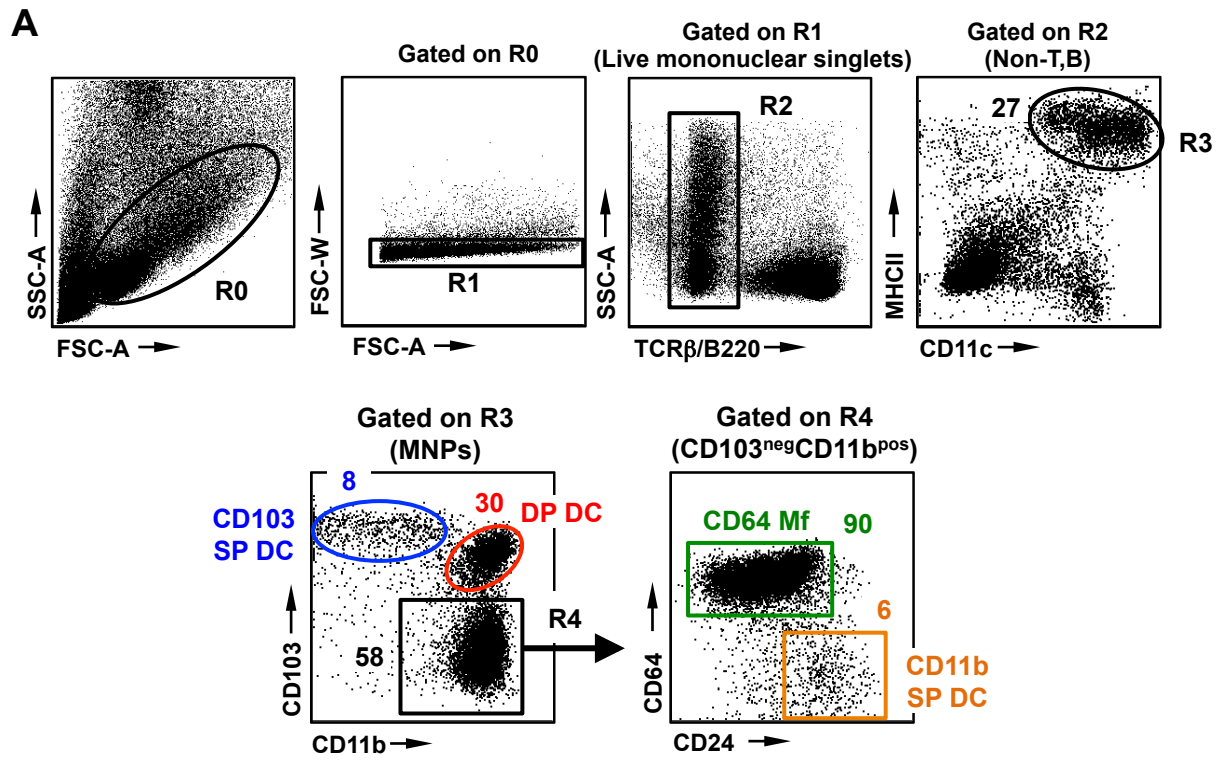 A
Gated on R0
Gated on R1
(Live mononuclear singlets)
Gated on R2
(Non-T,B)
SSC-A
R0
FSC-A
FSC-W
R1
FSC-A
SSC-A
R2
TCRβ/B220
MHCII
27
R3
CD11c
Gated on R3
(MNPs)
8
30
CD103
SP DC
DP DC
R4
58
CD103
CD11b
Gated on R4
(CD103negCD11bpos)
CD64 Mf
90
6
CD11b
SP DC
CD64
CD24